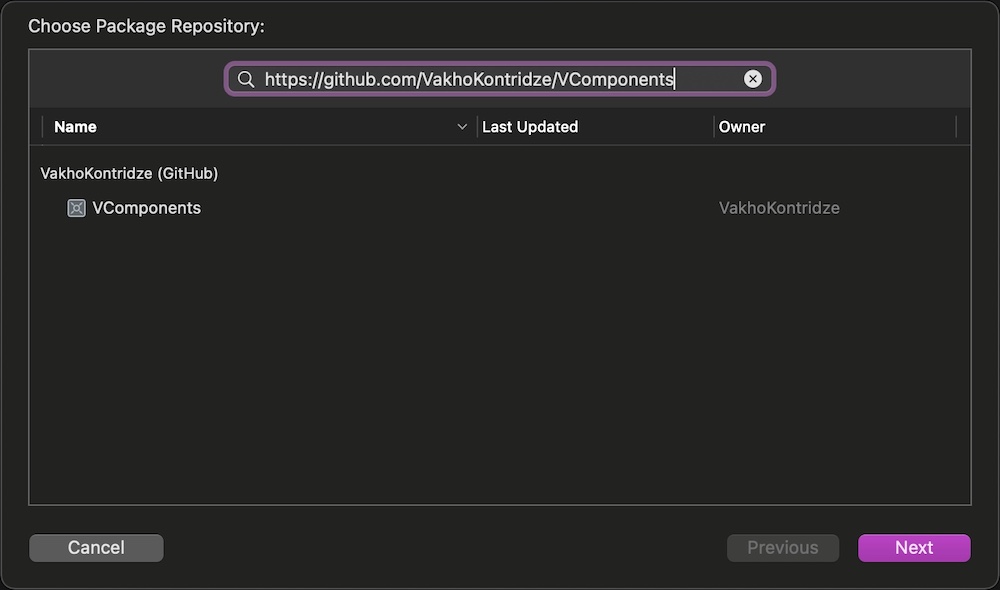 Choose Package Repository:
https://github.com/VakhoKontridze/VComponents
Name Last Updated Owner
VakhoKontridze (GitHub)
VComponents VakhoKontridze
Cancel Previous Next